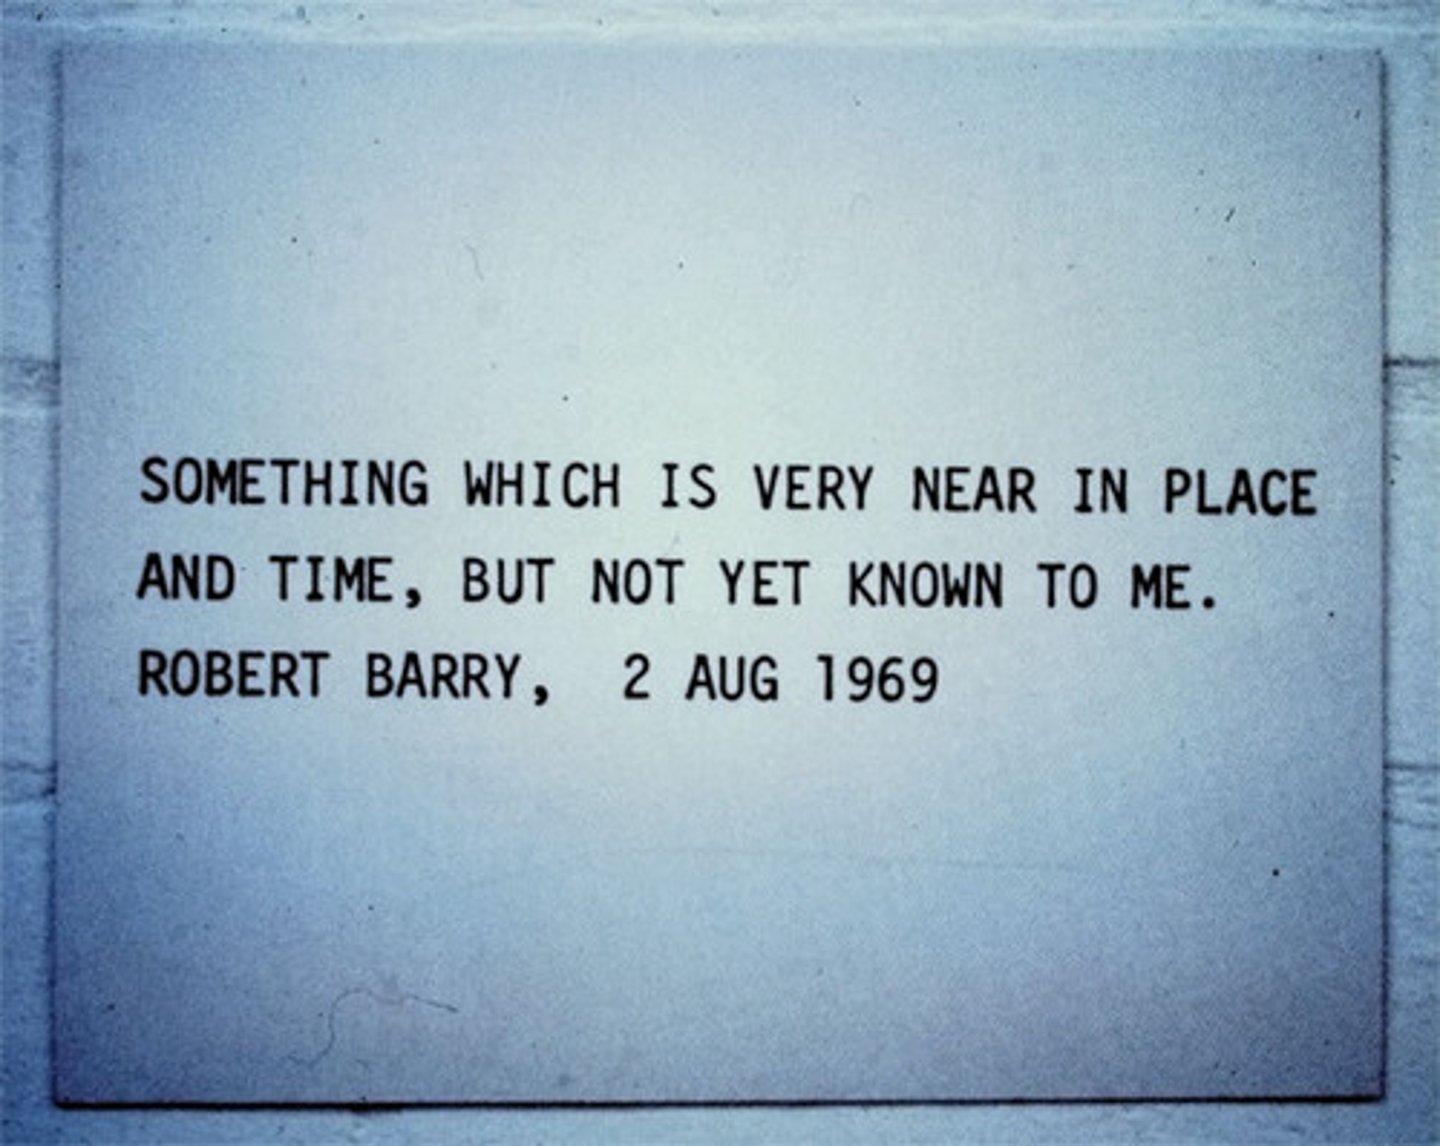 SOMETHING WHICH IS VERY NEAR IN PLACE
AND TIME, BUT NOT YET KNOWN TO ME.
ROBERT BARRY, 2 AUG 1969